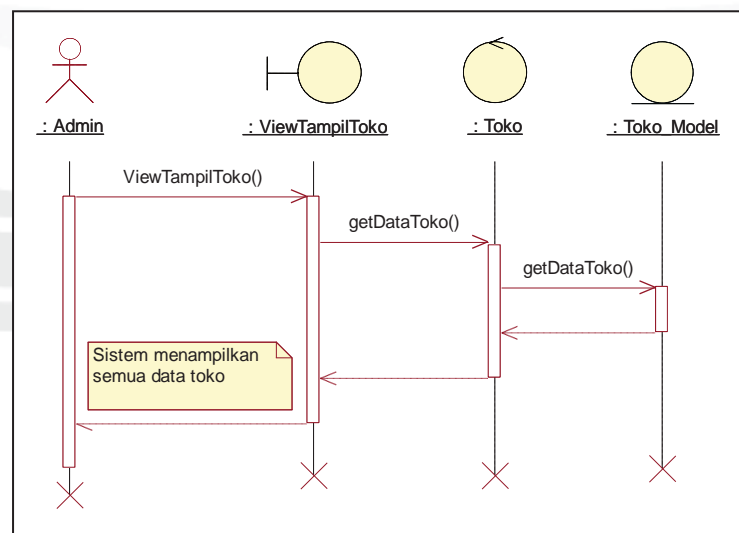 : Admin
: ViewTampilToko
: Toko
: Toko_Model
ViewTampilToko()
getDataToko()
getDataToko()
Sistem menampilkan
semua data toko